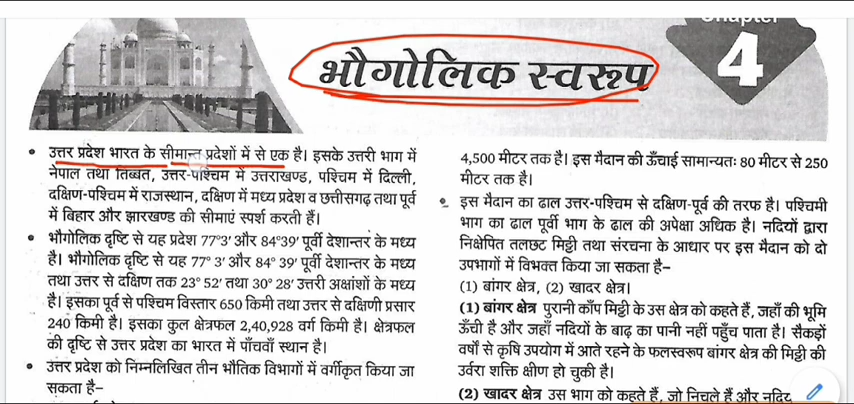 Chapter
4
भौगोलिक स्वरूप
• उत्तर प्रदेश भारत के सीमान्त प्रदेशों में से एक है। इसके उत्तरी भाग में
नेपाल तथा तिब्बत, उत्तर-पश्चिम में उत्तराखण्ड, पश्चिम में दिल्ली,
दक्षिण-पश्चिम में राजस्थान, दक्षिण में मध्य प्रदेश व छत्तीसगढ़ तथा पूर्व
में बिहार और झारखण्ड की सीमाएं स्पर्श करती हैं।
• भौगोलिक दृष्टि से यह प्रदेश 77°3′ और 84°39′ पूर्वी देशान्तर के मध्य
है। भौगोलिक दृष्टि से यह 77° 3′ और 84° 39′ पूर्वी देशान्तर के मध्य
तथा उत्तर से दक्षिण तक 23° 52′ तथा 30° 28′ उत्तरी अक्षांशों के मध्य
है। इसका पूर्व से पश्चिम विस्तार 650 किमी तथा उत्तर से दक्षिणी प्रसार
240 किमी है। इसका कुल क्षेत्रफल 2,40,928 वर्ग किमी है। क्षेत्रफल
की दृष्टि से उत्तर प्रदेश का भारत में पाँचवाँ स्थान है।
• उत्तर प्रदेश को निम्नलिखित तीन भौतिक विभागों में वर्गीकृत किया जा
सकता है–
4,500 मीटर तक है। इस मैदान की ऊँचाई सामान्यतः 80 मीटर से 250
मीटर तक है।
• इस मैदान का ढाल उत्तर-पश्चिम से दक्षिण-पूर्व की तरफ है। पश्चिमी
भाग का ढाल पूर्वी भाग के ढाल की अपेक्षा अधिक है। नदियों द्वारा
निक्षेपित तलछट मिट्टी तथा संरचना के आधार पर इस मैदान को दो
उपभागों में विभक्त किया जा सकता है–
(1) बांगर क्षेत्र, (2) खादर क्षेत्र।
(1) बांगर क्षेत्र पुरानी काँप मिट्टी के उस क्षेत्र को कहते हैं, जहाँ की भूमि
ऊँची है और जहाँ नदियों के बाढ़ का पानी नहीं पहुँच पाता है। सैकड़ों
वर्षों से कृषि उपयोग में आते रहने के फलस्वरूप बांगर क्षेत्र की मिट्टी की
उर्वरा शक्ति क्षीण हो चुकी है।
(2) खादर क्षेत्र उस भाग को कहते हैं, जो निचले हैं और